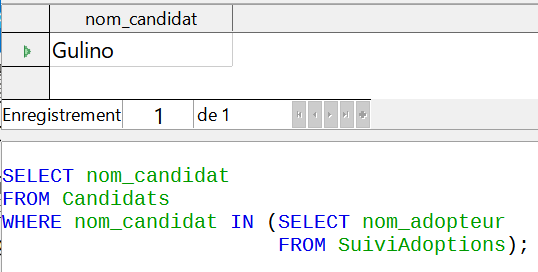 nom_candidat
Gulino
Enregistrement 1 de 1
SELECT nom_candidat
FROM Candidats
WHERE nom_candidat IN (SELECT nom_adopteur
FROM SuiviAdoptions);